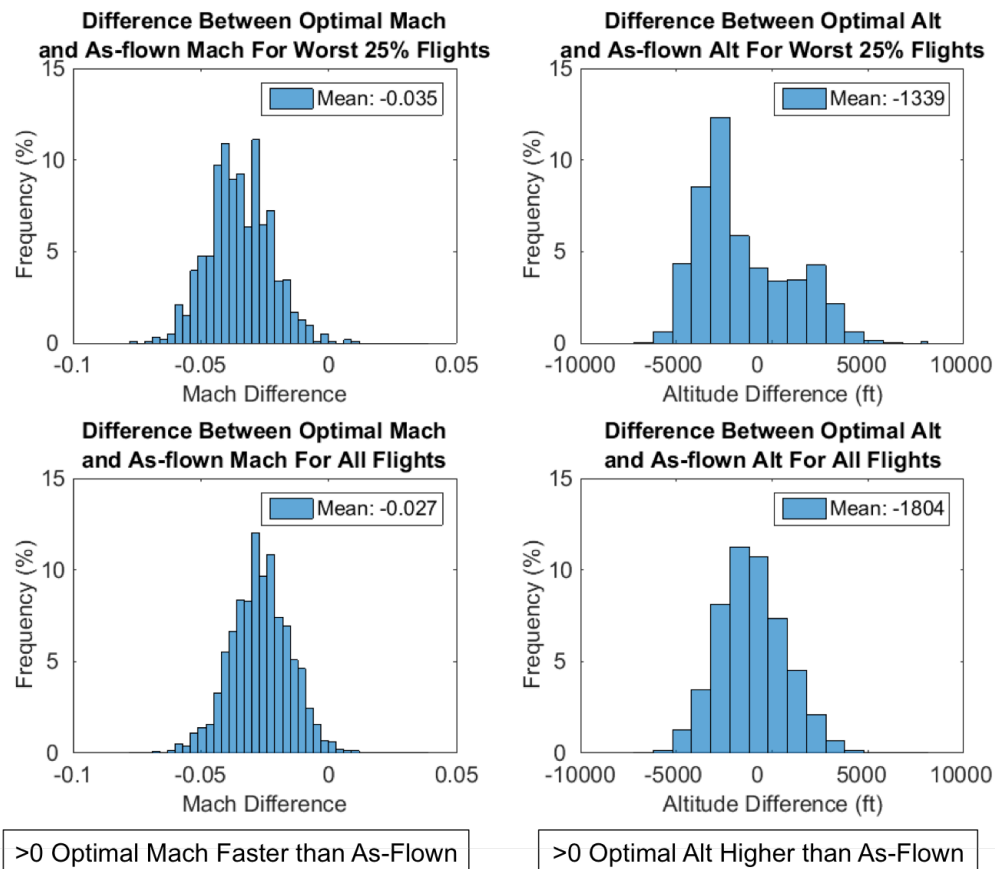 Difference Between Optimal Mach
and As-flown Mach For Worst 25% Flights
15
10
5
0
Frequency (%)
Mean: -0.035
-0.1
-0.05
0
0.05
Mach Difference
Difference Between Optimal Alt
and As-flown Alt For Worst 25% Flights
15
10
5
0
Frequency (%)
Mean: -1339
-10000
-5000
0
5000
10000
Altitude Difference (ft)
Difference Between Optimal Mach
and As-flown Mach For All Flights
15
10
5
0
Frequency (%)
Mean: -0.027
-0.1
-0.05
0
0.05
Mach Difference
Difference Between Optimal Alt
and As-flown Alt For All Flights
15
10
5
0
Frequency (%)
Mean: -1804
-10000
-5000
0
5000
10000
Altitude Difference (ft)
>0 Optimal Mach Faster than As-Flown
>0 Optimal Alt Higher than As-Flown